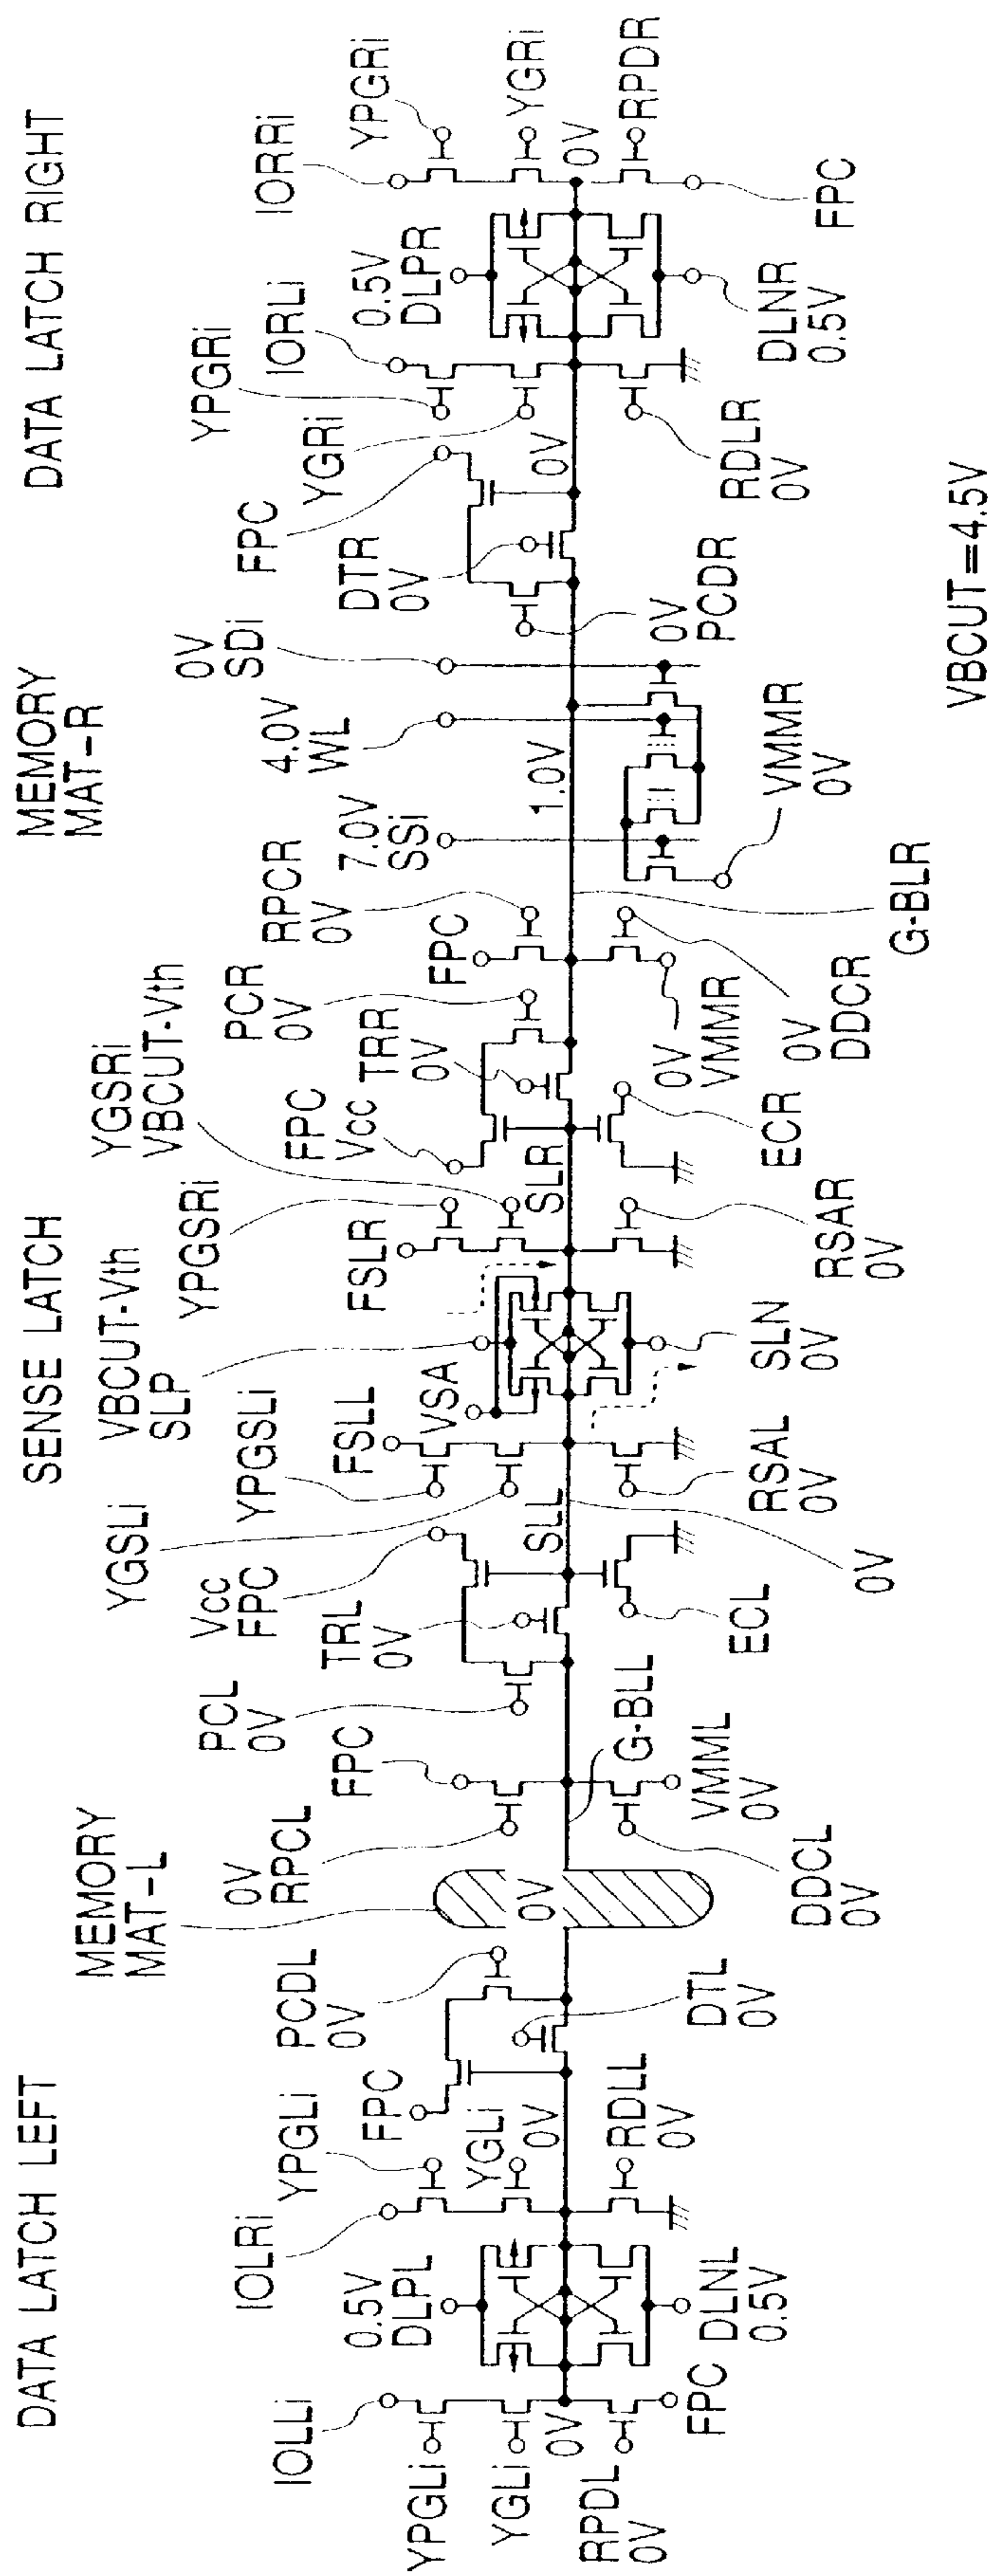 DATA LATCH LEFT
MEMORY
MAT-L
SENSE LATCH
MEMORY
MAT-R
DATA LATCH RIGHT
IOLLi
YPGLi
YGLi
0V
RPDL
0V
FPC
0.5V
DLPL
DLNL
0.5V
IOLRi
YPGLi
YGLi
0V
RDLL
0V
FPC
PCDL
0V
DTL
0V
0V
0V
RPCL
FPC
DDCL
0V
VMML
0V
G-BLL
PCL
0V
TRL
0V
Vcc
FPC
ECL
YGSLi
SLL
0V
YPGSLi
FSLL
RSAL
0V
VSA
VBCUT-Vth
SLP
SLN
0V
FSLR
YPGSRi
YGSRi
VBCUT-Vth
RSAR
0V
SLR
FPC
Vcc
TRR
0V
PCR
0V
ECR
FPC
RPCR
0V
0V
VMMR
0V
DDCR
G-BLR
7.0V
SSi
1.0V
4.0V
WL
0V
SDi
VMMR
0V
0V
PCDR
DTR
0V
FPC
0V
YGRi
YPGRi
IORLi
RDLR
0V
0.5V
DLPR
DLNR
0.5V
IORRi
YPGRi
YGRi
0V
RPDR
FPC
VBCUT=4.5V